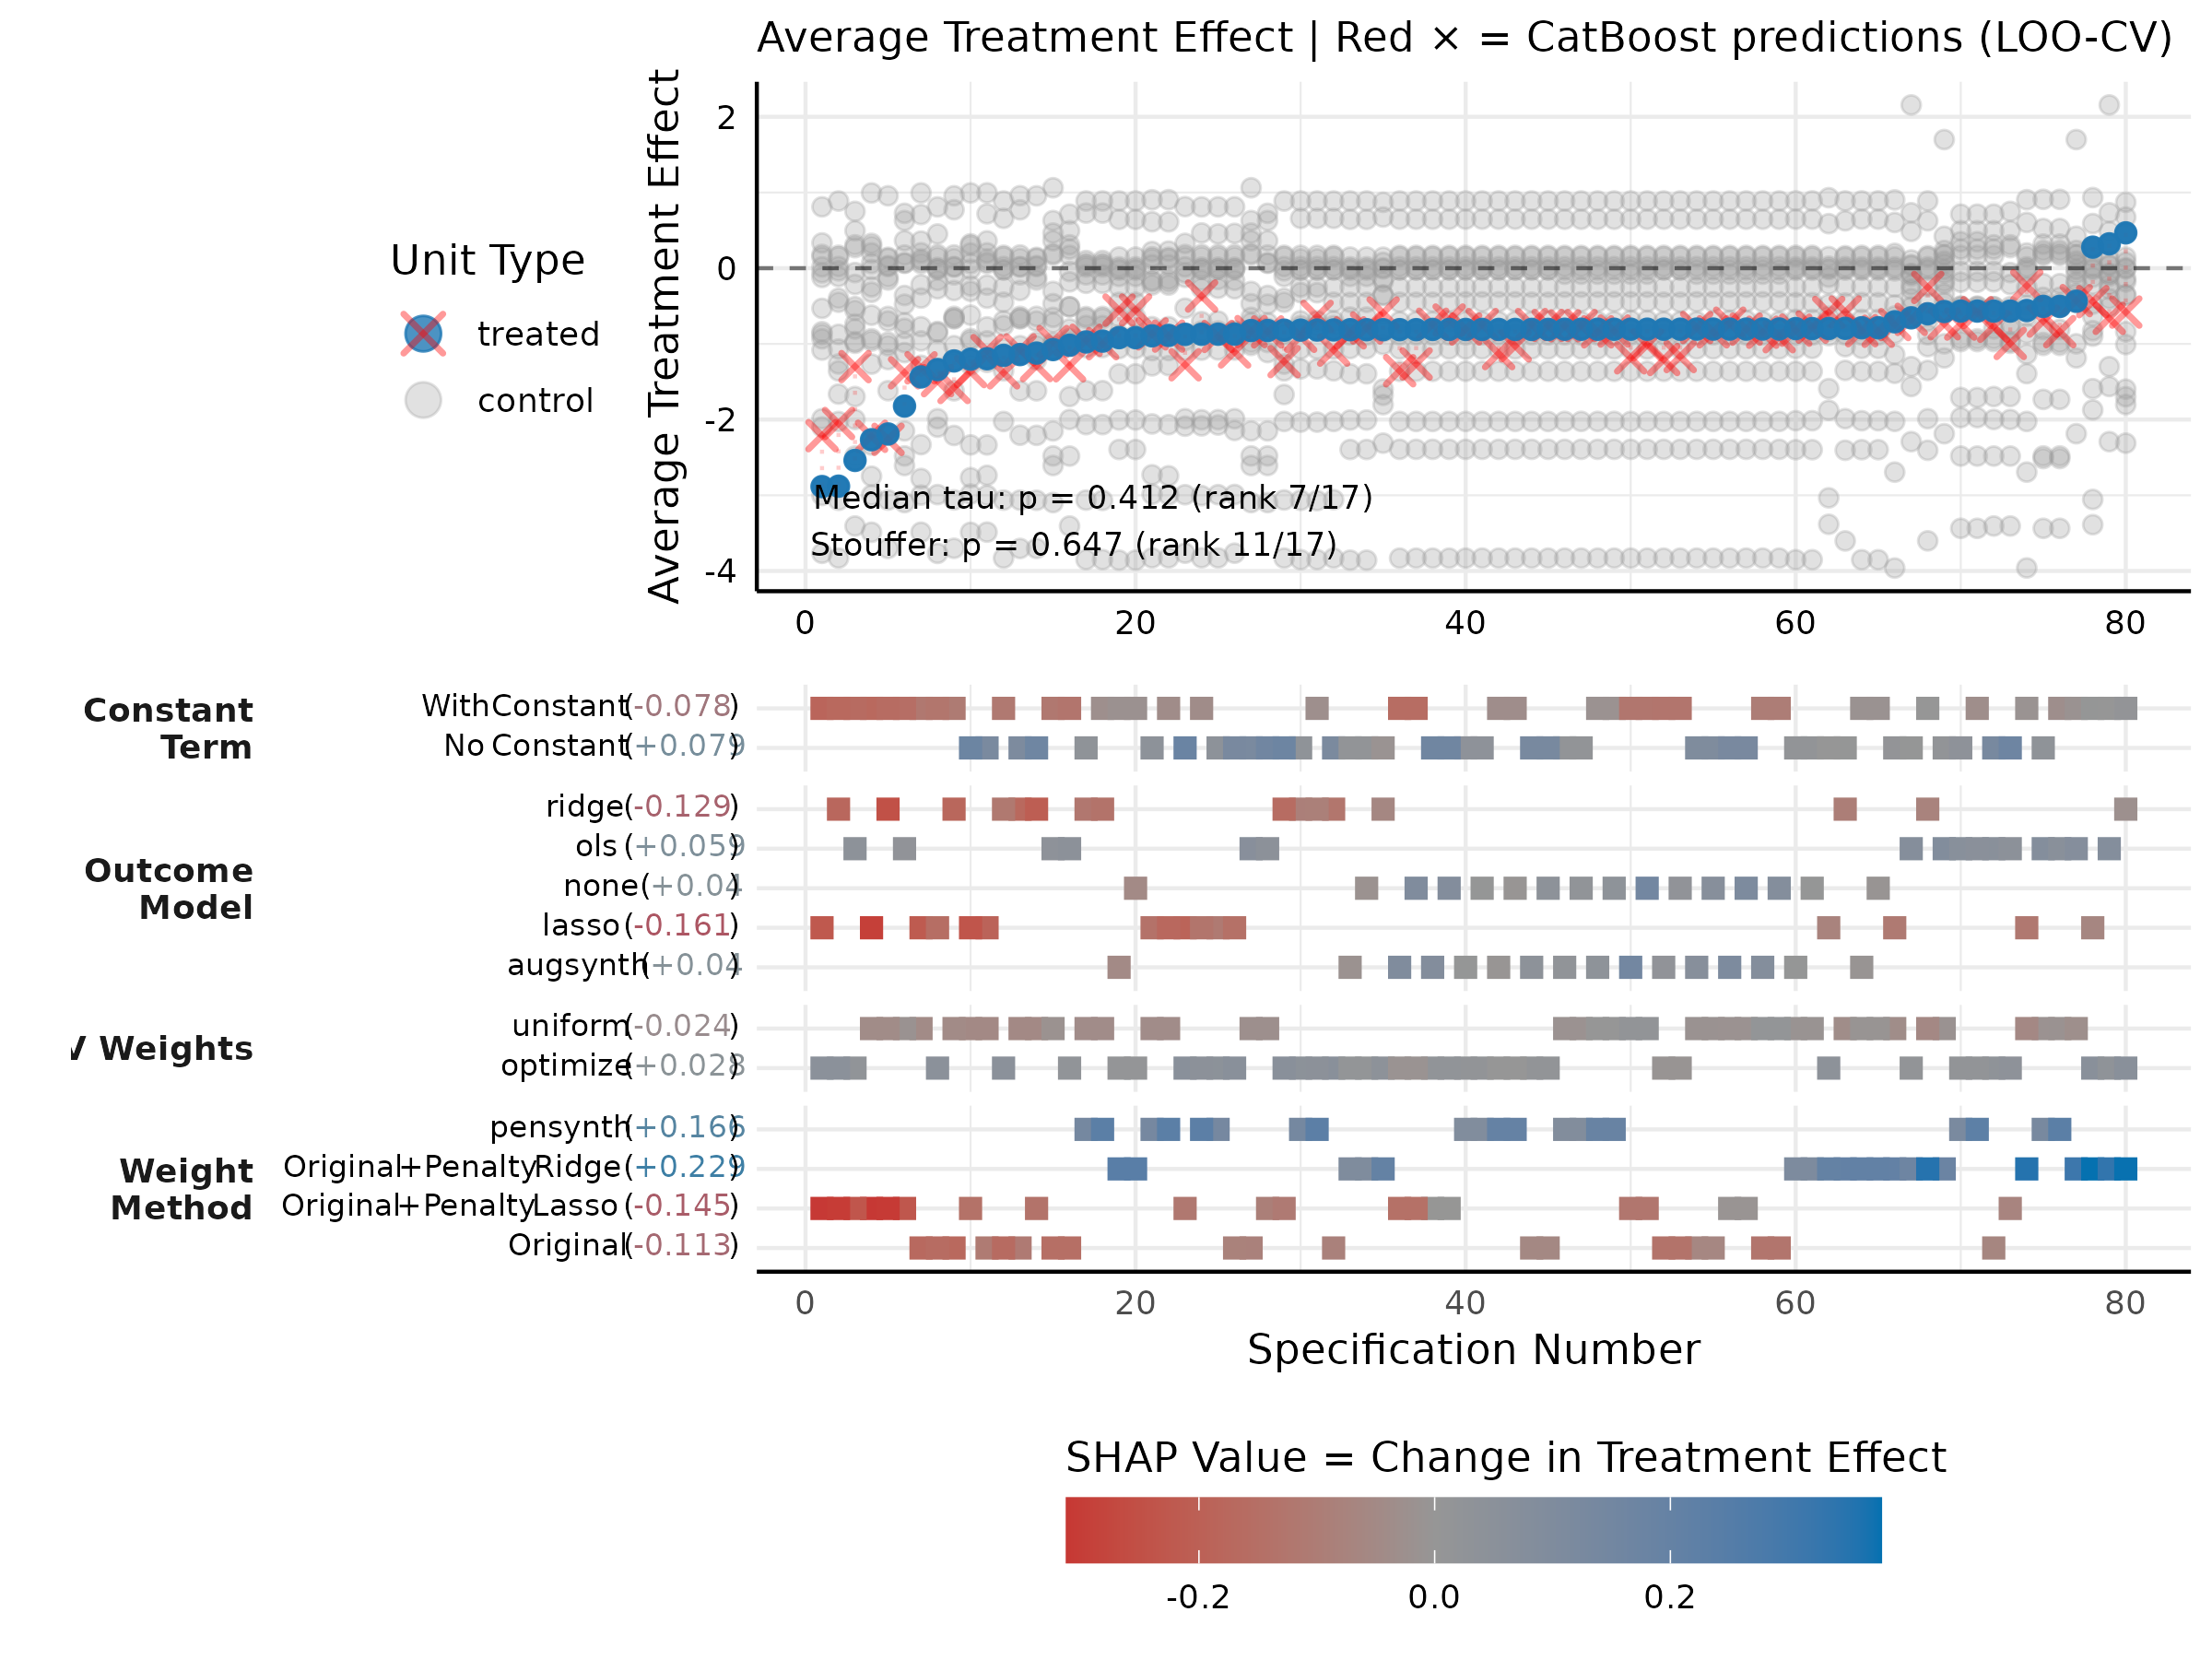 Average Treatment Effect | Red × = CatBoost predictions (LOO-CV)
Average Treatment Effect
2
0
-2
-4
Unit Type
treated
control
Median tau: p = 0.412 (rank 7/17)
Stouffer: p = 0.647 (rank 11/17)
0 20 40 60 80
Constant
Term
WithConstant(-0.078)
No Constant(+0.079)
Outcome
Model
ridge(-0.129)
ols (+0.059)
none(+0.04)
lasso(-0.161)
augsynth(+0.04)
V Weights
uniform(-0.024)
optimize(+0.028)
Weight
Method
pensynth(+0.166)
Original+PenaltyRidge(+0.229)
Original+PenaltyLasso (-0.145)
Original(-0.113)
0 20 40 60 80
Specification Number
SHAP Value = Change in Treatment Effect
-0.2 0.0 0.2